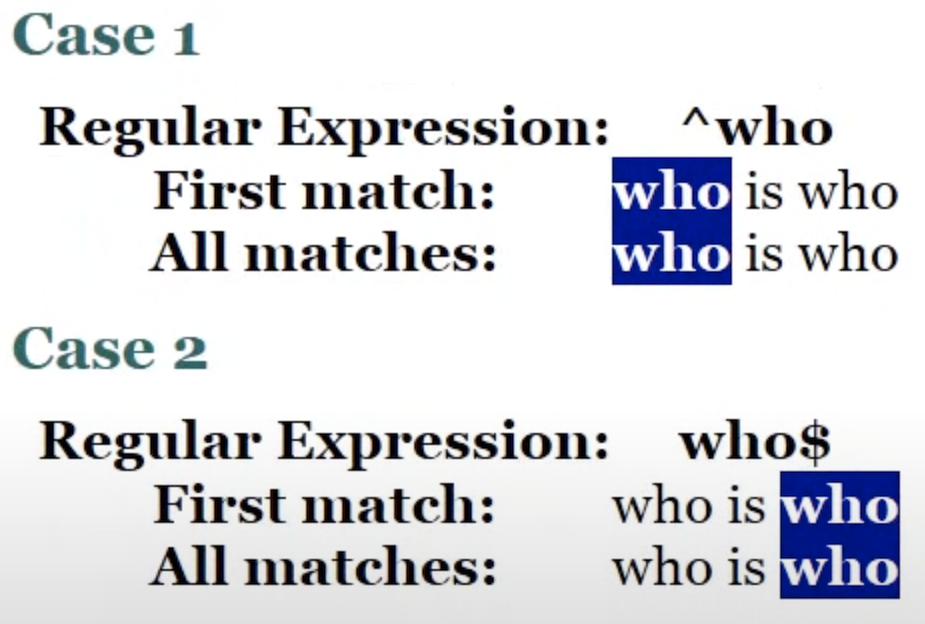 Case 1
Regular Expression: ^who
First match: who is who
All matches: who is who
Case 2
Regular Expression: who$
First match: who is who
All matches: who is who